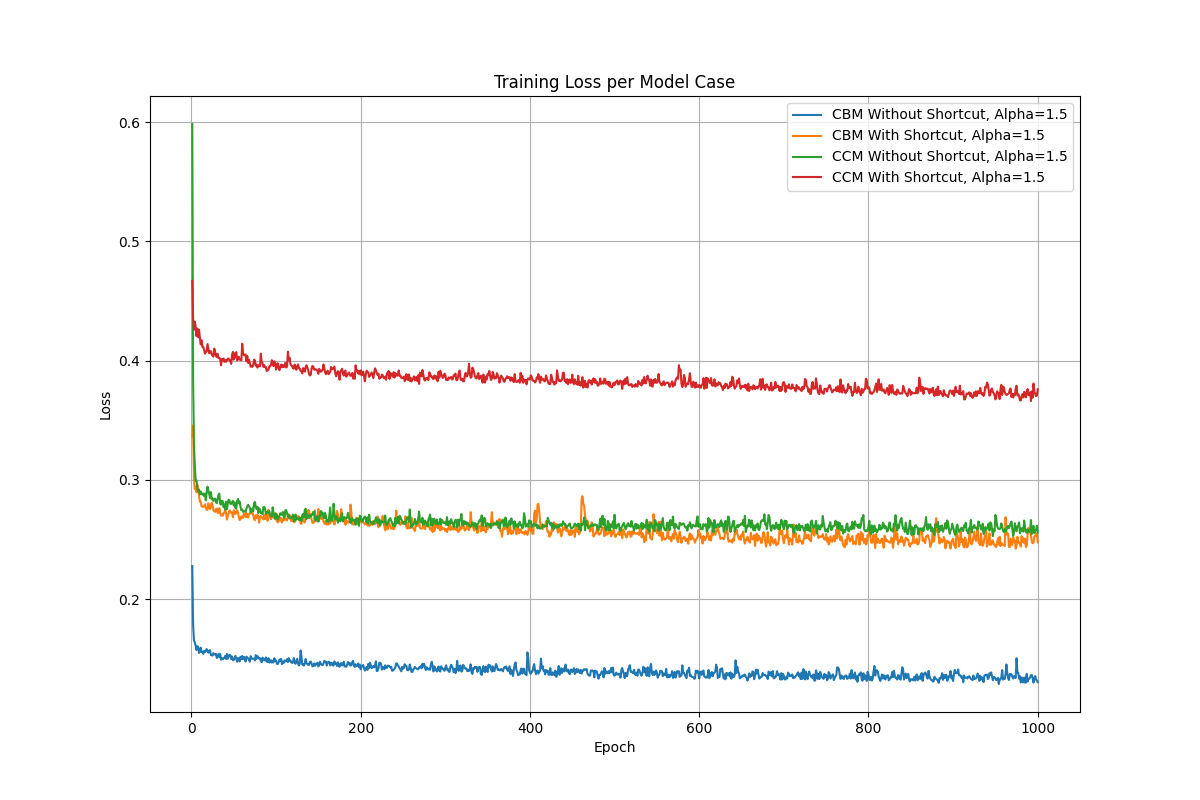 Training Loss per Model Case
CBM Without Shortcut, Alpha=1.5
CBM With Shortcut, Alpha=1.5
CCM Without Shortcut, Alpha=1.5
CCM With Shortcut, Alpha=1.5
0.6
0.5
0.4
0.3
0.2
Loss
0 200 400 600 800 1000
Epoch